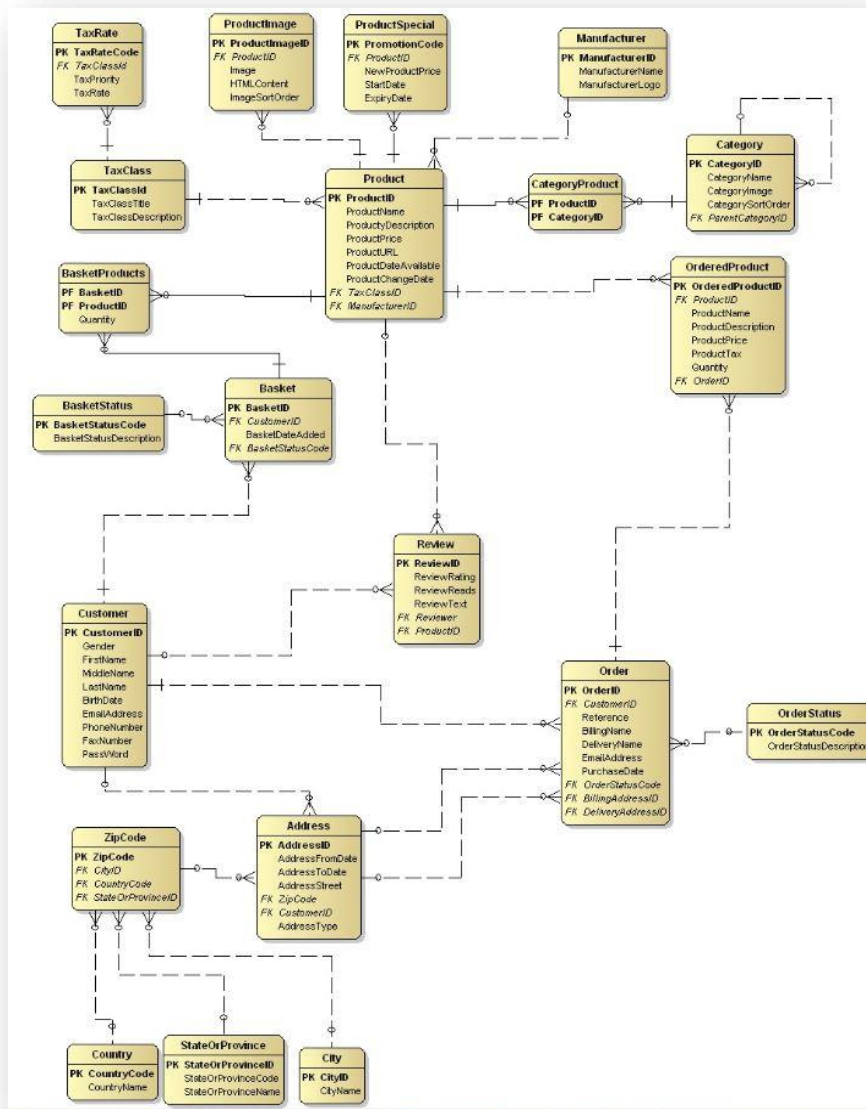 TaxRate
PK TaxRateCode
FK TaxClassId
TaxPriority
TaxRate
ProductImage
PK ProductImageID
FK ProductID
Image
HTMLContent
ImageSortOrder
ProductSpecial
PK PromotionCode
FK ProductID
NewProductPrice
StartDate
ExpiryDate
Manufacturer
PK ManufacturerID
ManufacturerName
ManufacturerLogo
TaxClass
PK TaxClassId
TaxClassTitle
TaxClassDescription
Product
PK ProductID
ProductName
ProductyDescription
ProductPrice
ProductURL
ProductDateAvailable
ProductChangeDate
FK TaxClassID
FK ManufacturerID
CategoryProduct
PF ProductID
PF CategoryID
Category
PK CategoryID
CategoryName
CategoryImage
CategorySortOrder
FK ParentCategoryID
BasketProducts
PF BasketID
PF ProductID
Quantity
OrderedProduct
PK OrderedProductID
FK ProductID
ProductName
ProductDescription
ProductPrice
ProductTax
Quantity
FK OrderID
BasketStatus
PK BasketStatusCode
BasketStatusDescription
Basket
PK BasketID
FK CustomerID
BasketDateAdded
FK BasketStatusCode
Review
PK ReviewID
ReviewRating
ReviewReads
ReviewText
FK Reviewer
FK ProductID
Customer
PK CustomerID
Gender
FirstName
MiddleName
LastName
BirthDate
EmailAddress
PhoneNumber
FaxNumber
PassWord
Order
PK OrderID
FK CustomerID
Reference
BillingName
DeliveryName
EmailAddress
PurchaseDate
FK OrderStatusCode
FK BillingAddressID
FK DeliveryAddressID
OrderStatus
PK OrderStatusCode
OrderStatusDescription
ZipCode
PK ZipCode
FK CityID
FK CountryCode
FK StateOrProvinceID
Address
PK AddressID
AddressFromDate
AddressToDate
AddressStreet
FK ZipCode
FK CustomerID
AddressType
Country
PK CountryCode
CountryName
StateOrProvince
PK StateOrProvinceID
StateOrProvinceCode
StateOrProvinceName
City
PK CityID
CityName